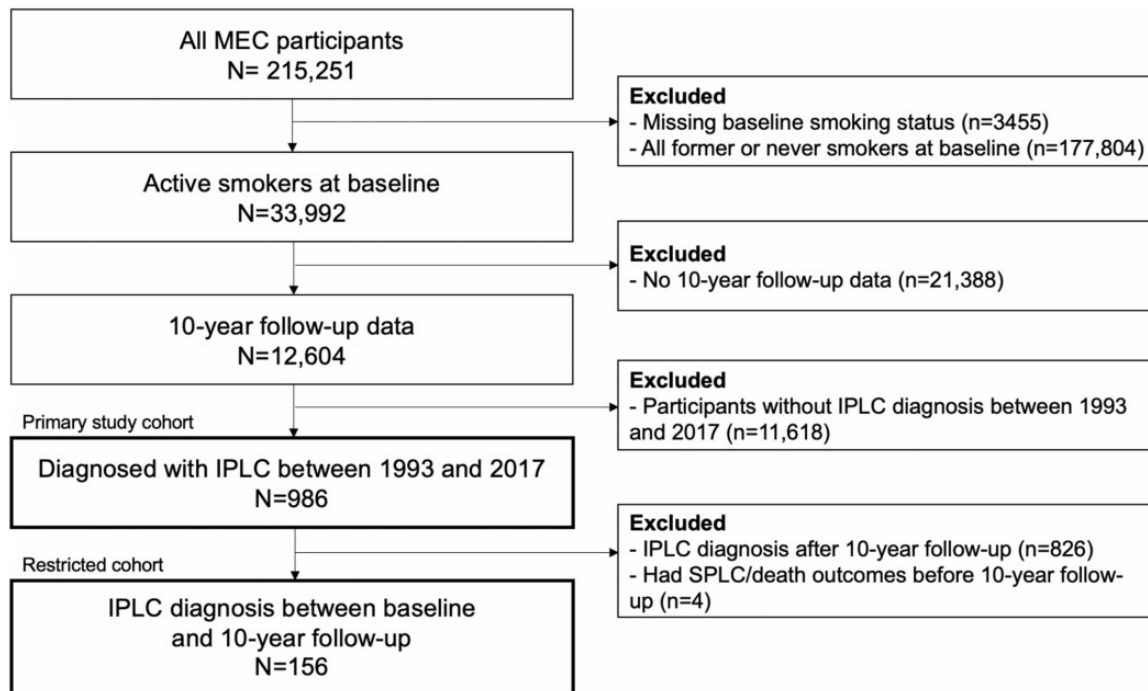 All MEC participants
N= 215,251
Excluded
- Missing baseline smoking status (n=3455)
- All former or never smokers at baseline (n=177,804)
Active smokers at baseline
N=33,992
Excluded
- No 10-year follow-up data (n=21,388)
10-year follow-up data
N=12,604
Excluded
- Participants without IPLC diagnosis between 1993
and 2017 (n=11,618)
Primary study cohort
Diagnosed with IPLC between 1993 and 2017
N=986
Excluded
- IPLC diagnosis after 10-year follow-up (n=826)
- Had SPLC/death outcomes before 10-year follow-
up (n=4)
Restricted cohort
IPLC diagnosis between baseline
and 10-year follow-up
N=156